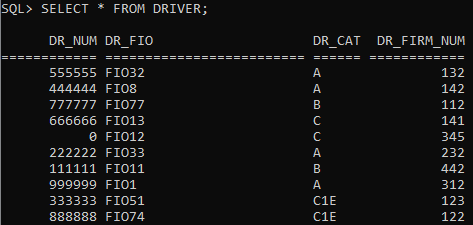 SQL> SELECT * FROM DRIVER;
DR_NUM DR_FIO DR_CAT DR_FIRM_NUM
========== ========================= ====== ===========
555555 FIO32 A 132
444444 FIO8 A 142
777777 FIO77 B 112
666666 FIO13 C 141
0 FIO12 C 345
222222 FIO33 A 232
111111 FIO11 B 442
999999 FIO1 A 312
333333 FIO51 C1E 123
888888 FIO74 C1E 122